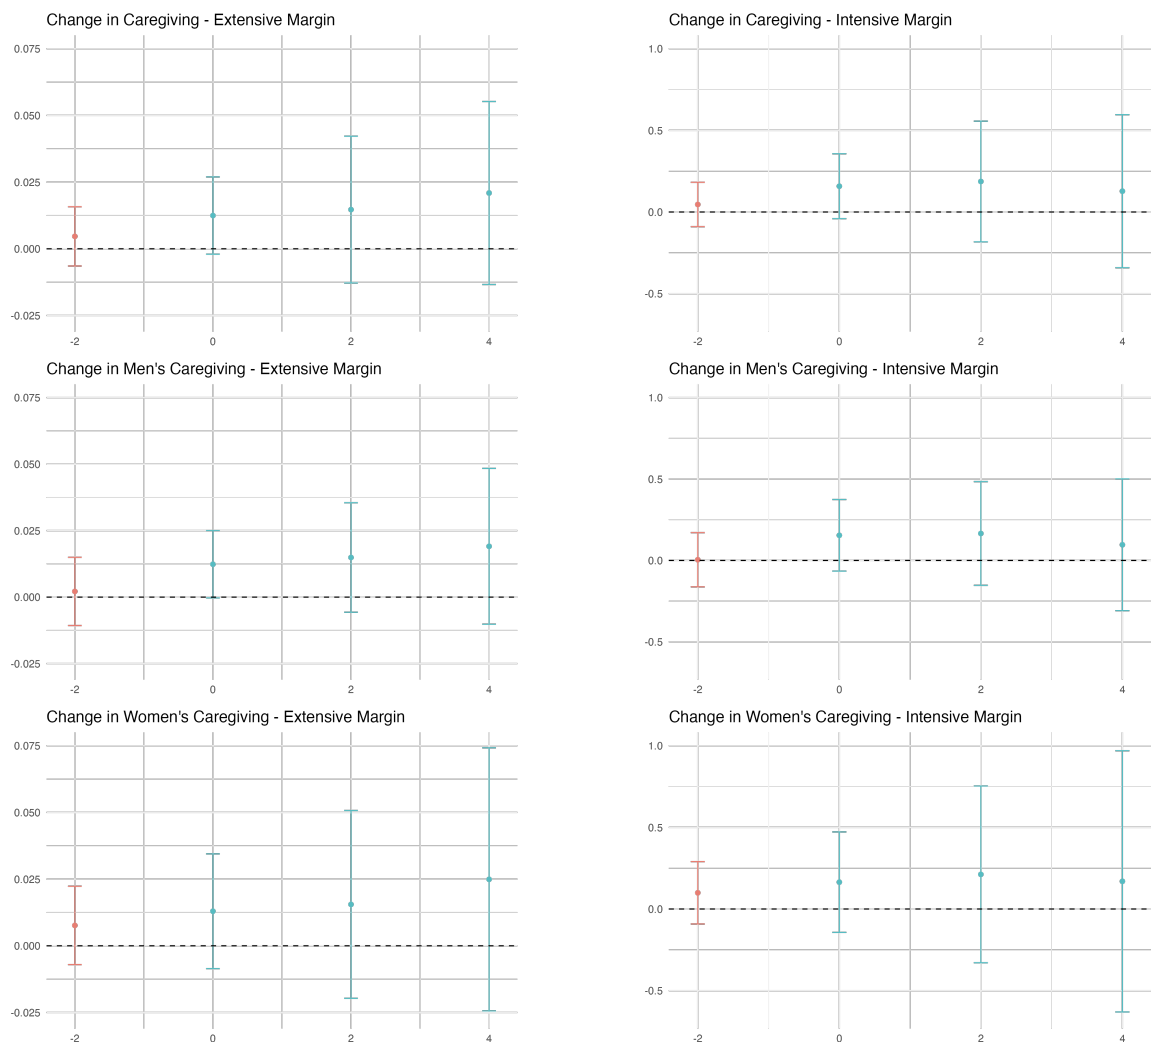 Change in Caregiving - Extensive Margin
0.075
0.050
0.025
0.000
-0.025
-2 0 2 4
Change in Caregiving - Intensive Margin
1.0
0.5
0.0
-0.5
-2 0 2 4
Change in Men's Caregiving - Extensive Margin
0.075
0.050
0.025
0.000
-0.025
-2 0 2 4
Change in Men's Caregiving - Intensive Margin
1.0
0.5
0.0
-0.5
-2 0 2 4
Change in Women's Caregiving - Extensive Margin
0.075
0.050
0.025
0.000
-0.025
-2 0 2 4
Change in Women's Caregiving - Intensive Margin
1.0
0.5
0.0
-0.5
-2 0 2 4